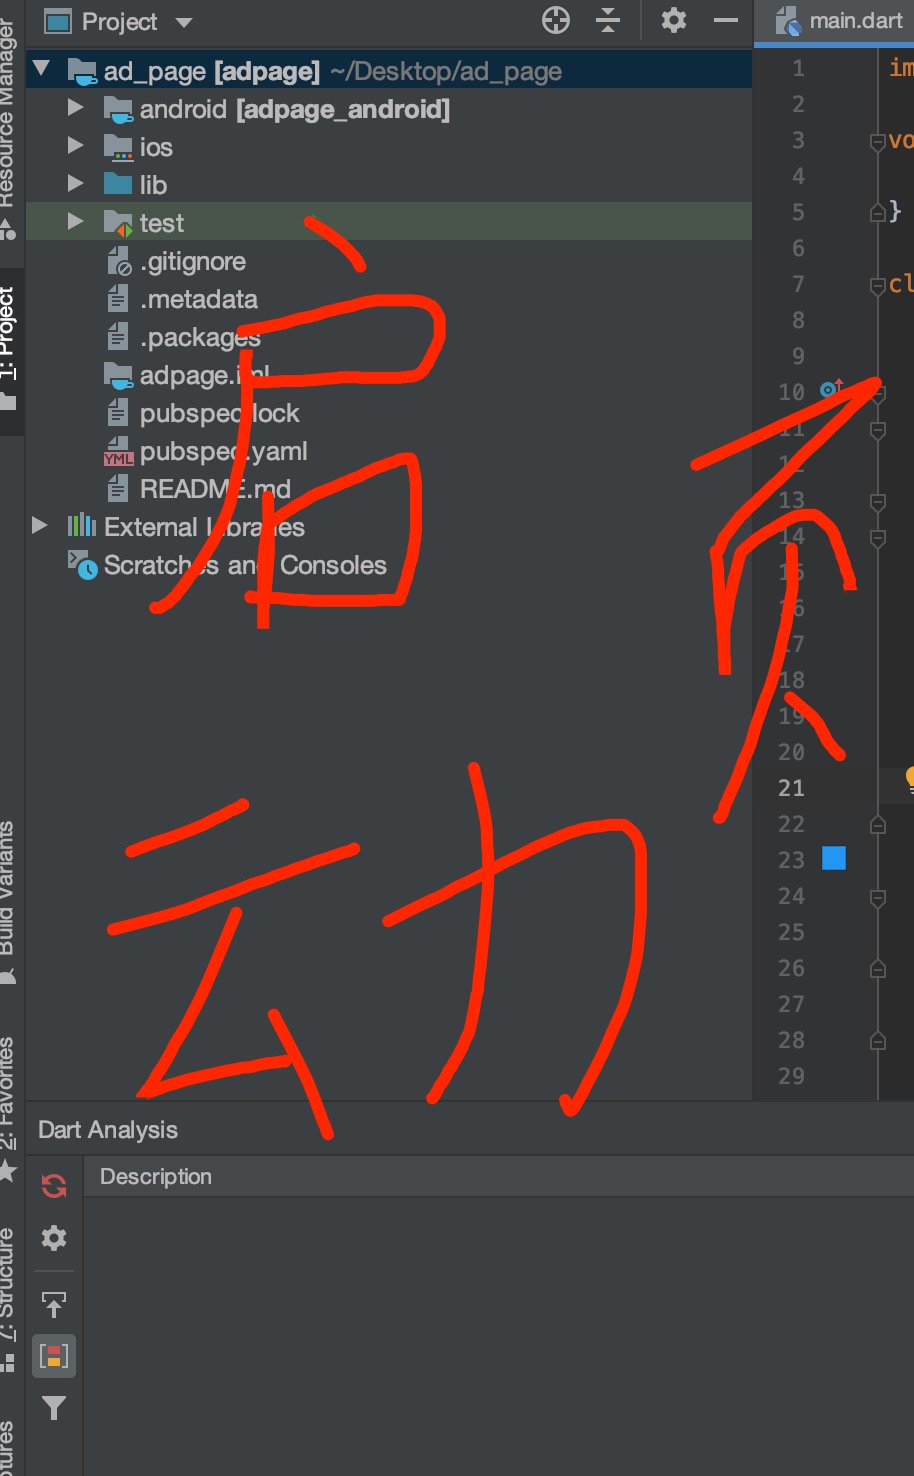 Project
main.dart
Resource Manager
1: Project
Build Variants
2: Favorites
7: Structure
ptures
ad_page [adpage] ~/Desktop/ad_page
android [adpage_android]
ios
lib
test
.gitignore
.metadata
.packages
adpage.iml
pubspec.lock
pubspec.yaml
YML
README.md
External Libraries
Scratches and Consoles
启
动
页
1
2
3
4
5
6
7
8
9
10
11
12
13
14
15
16
17
18
19
20
21
22
23
24
25
26
27
28
29
im
vo
}
cl
Dart Analysis
Description